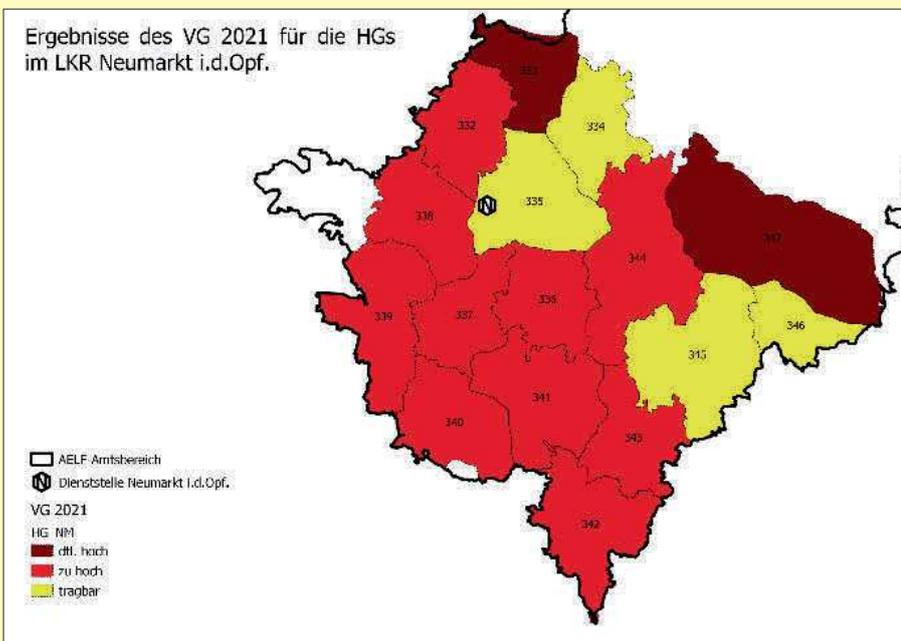 Ergebnisse des VG 2021 für die HGs
im LKR Neumarkt i.d.Opf.
333
332
334
335
338
347
344
336
337
339
346
345
341
340
343
342
AELF Amtsbereich
N Dienststelle Neumarkt i.d.Opf.
VG 2021
HG NM
dtl. hoch
zu hoch
tragbar